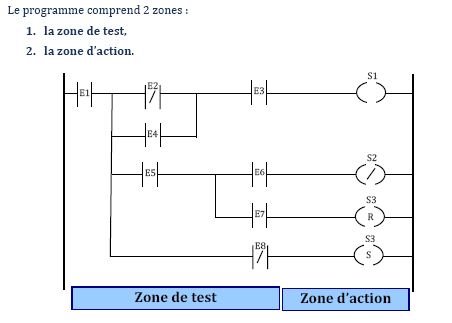 Le programme comprend 2 zones :
1. la zone de test,
2. la zone d'action.
S1
E1 E2 E3
E4
S2
E5 E6
S3
E7 R
S3
E8 S
Zone de test Zone d'action